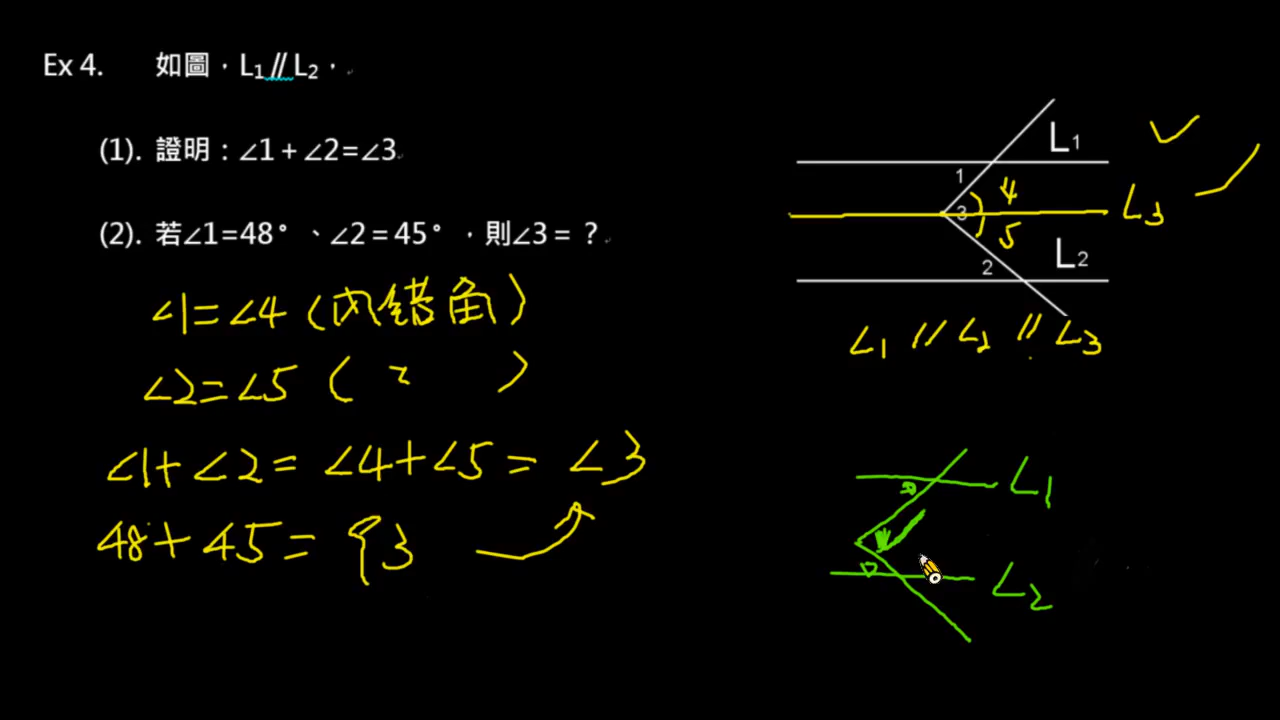 Ex 4. 如圖，L₁ // L₂，
(1). 證明：∠1 + ∠2=∠3
(2). 若∠1=48°、∠2 = 45°，則∠3 = ?
∠1=∠4 (內錯角)
∠2=∠5 ( )
∠1+∠2=∠4+∠5=∠3
48+45=93
L₁
1
4
3
L₃
5
L₂
2
L₁ // L₂ // L₃
L₁
L₂